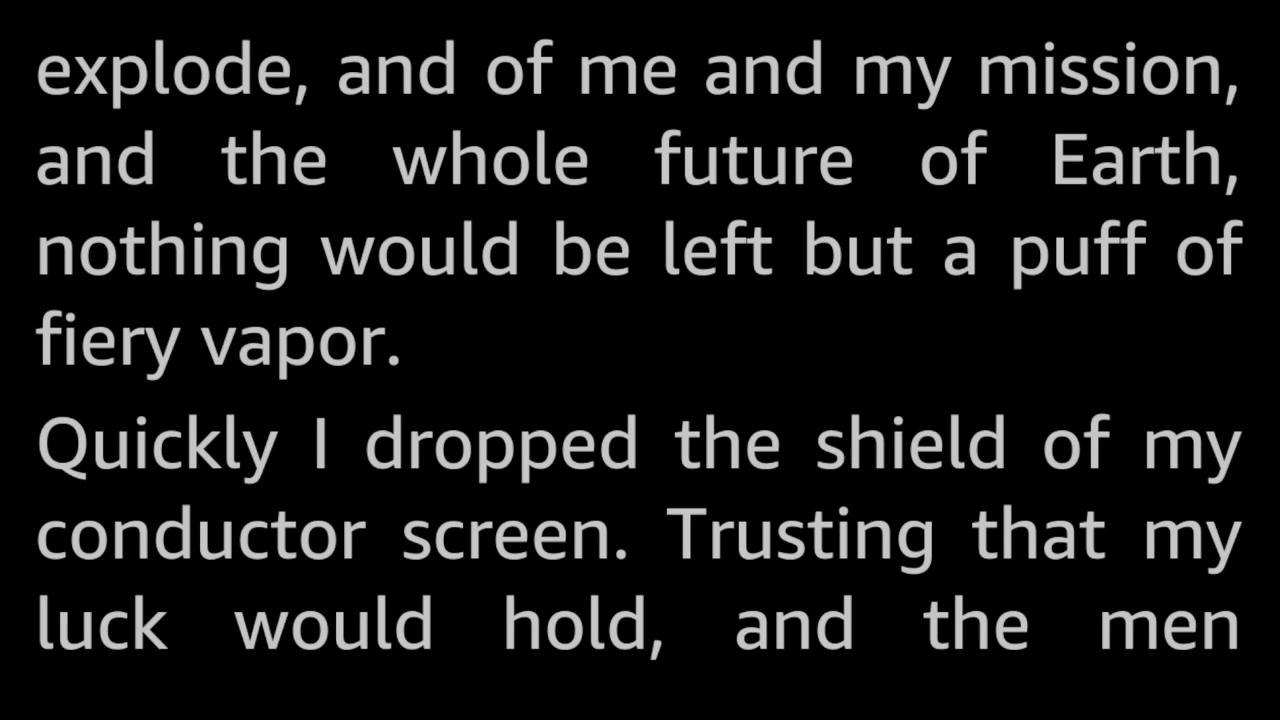 explode, and of me and my mission,
and the whole future of Earth,
nothing would be left but a puff of
fiery vapor.
Quickly I dropped the shield of my
conductor screen. Trusting that my
luck would hold, and the men